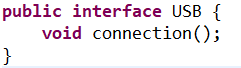 public interface USB {
    void connection();
}